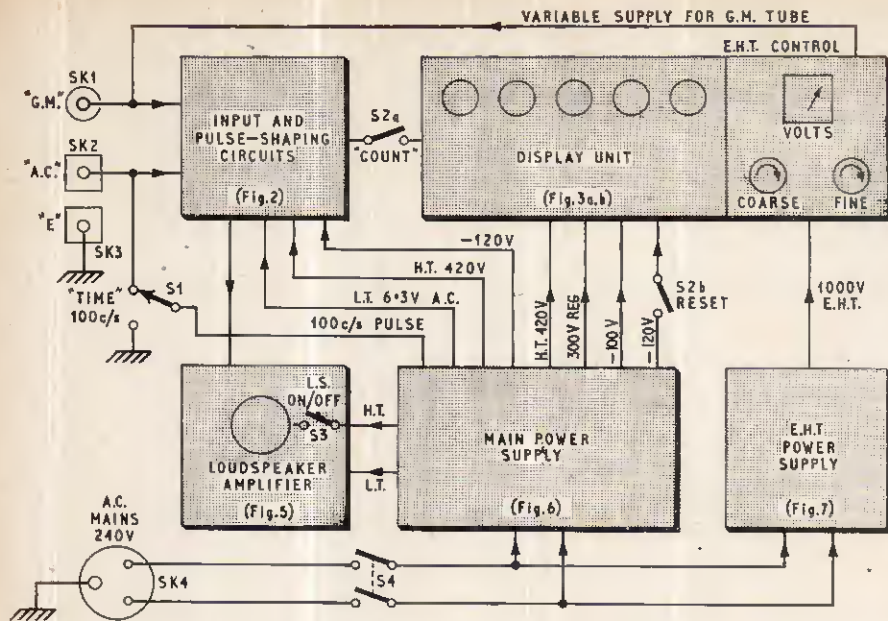 VARIABLE SUPPLY FOR G.M. TUBE
E.H.T. CONTROL
SK1
"G.M."
SK2
"A.C."
"E"
SK3
INPUT AND
PULSE-SHAPING
CIRCUITS
(Fig.2)
S2a
"COUNT"
DISPLAY UNIT
(Fig.3a,b)
VOLTS
COARSE
FINE
-120V
H.T. 420V
L.T. 6·3V A.C.
100c/s PULSE
"TIME"
100c/s
S1
H.T. 420V
300V REG
-100V
-120V
S2b
RESET
1000V
E.H.T.
L.S.
ON/OFF
S3
LOUDSPEAKER
AMPLIFIER
(Fig.5)
H.T.
L.T.
MAIN POWER
SUPPLY
(Fig.6)
E.H.T.
POWER
SUPPLY
(Fig.7)
A.C.
MAINS
240V
SK4
S4